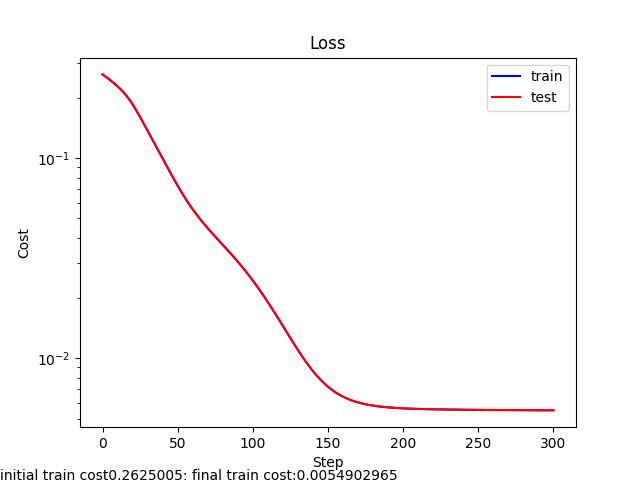 Loss
train
test
10⁻¹
10⁻²
Cost
0 50 100 150 200 250 300
Step
initial train cost0.2625005: final train cost:0.0054902965